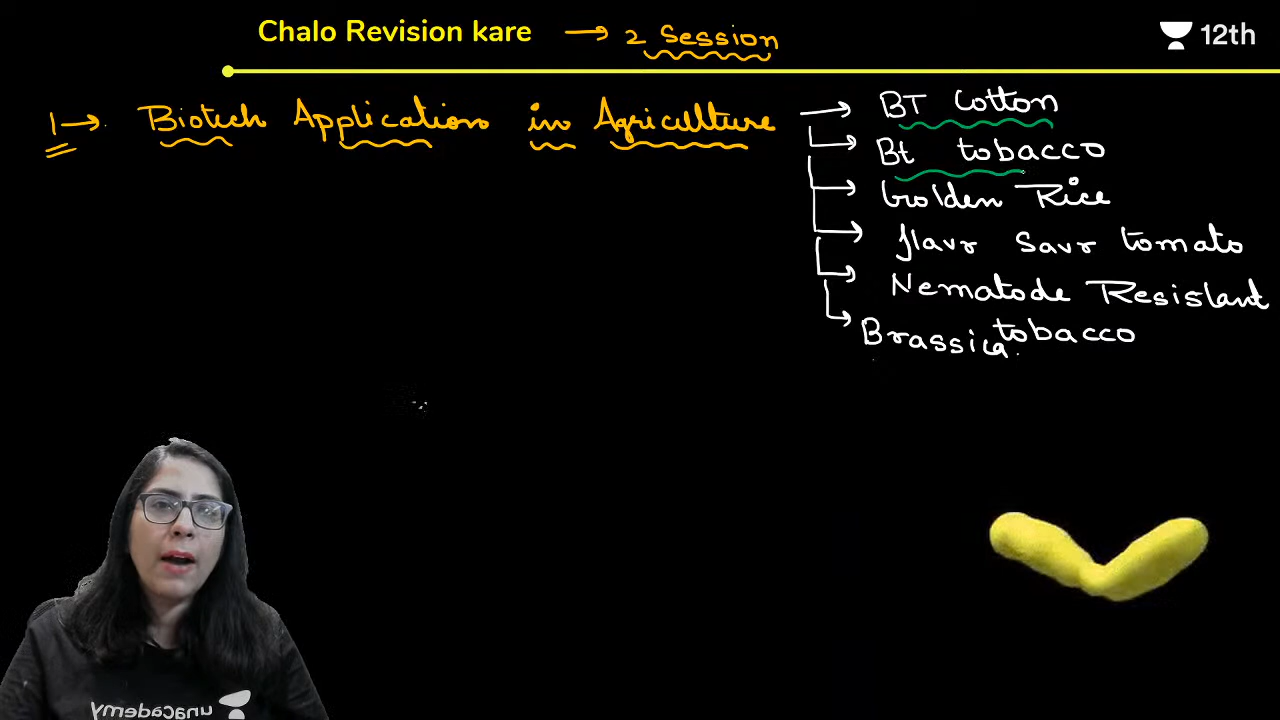 Chalo Revision kare → 2 Session
12th
1 → Biotech Application in Agriculture → BT Cotton
Bt tobacco
Golden Rice
flavr Savr tomato
Nematode Resistant
tobacco
Brassica.
unacademy